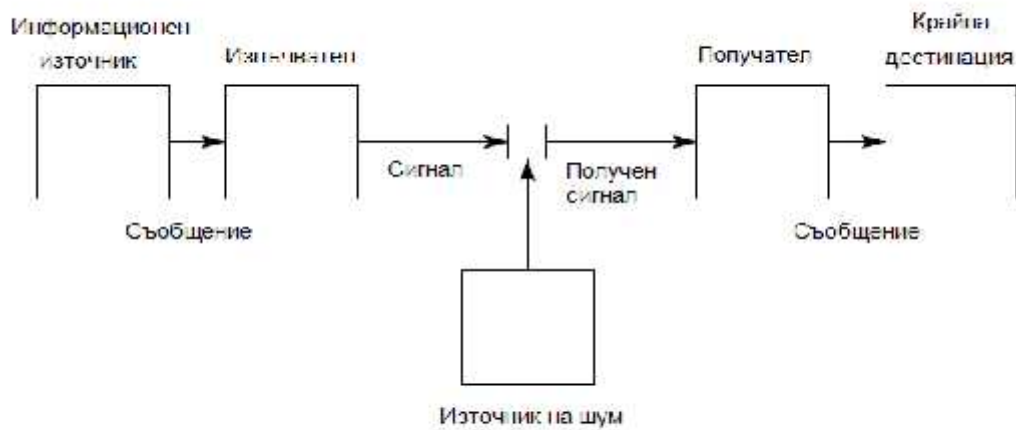 Информационен
източник
Излъчвател
Получател
Крайна
дестинация
Сигнал
Получен
сигнал
Съобщение
Съобщение
Източник на шум